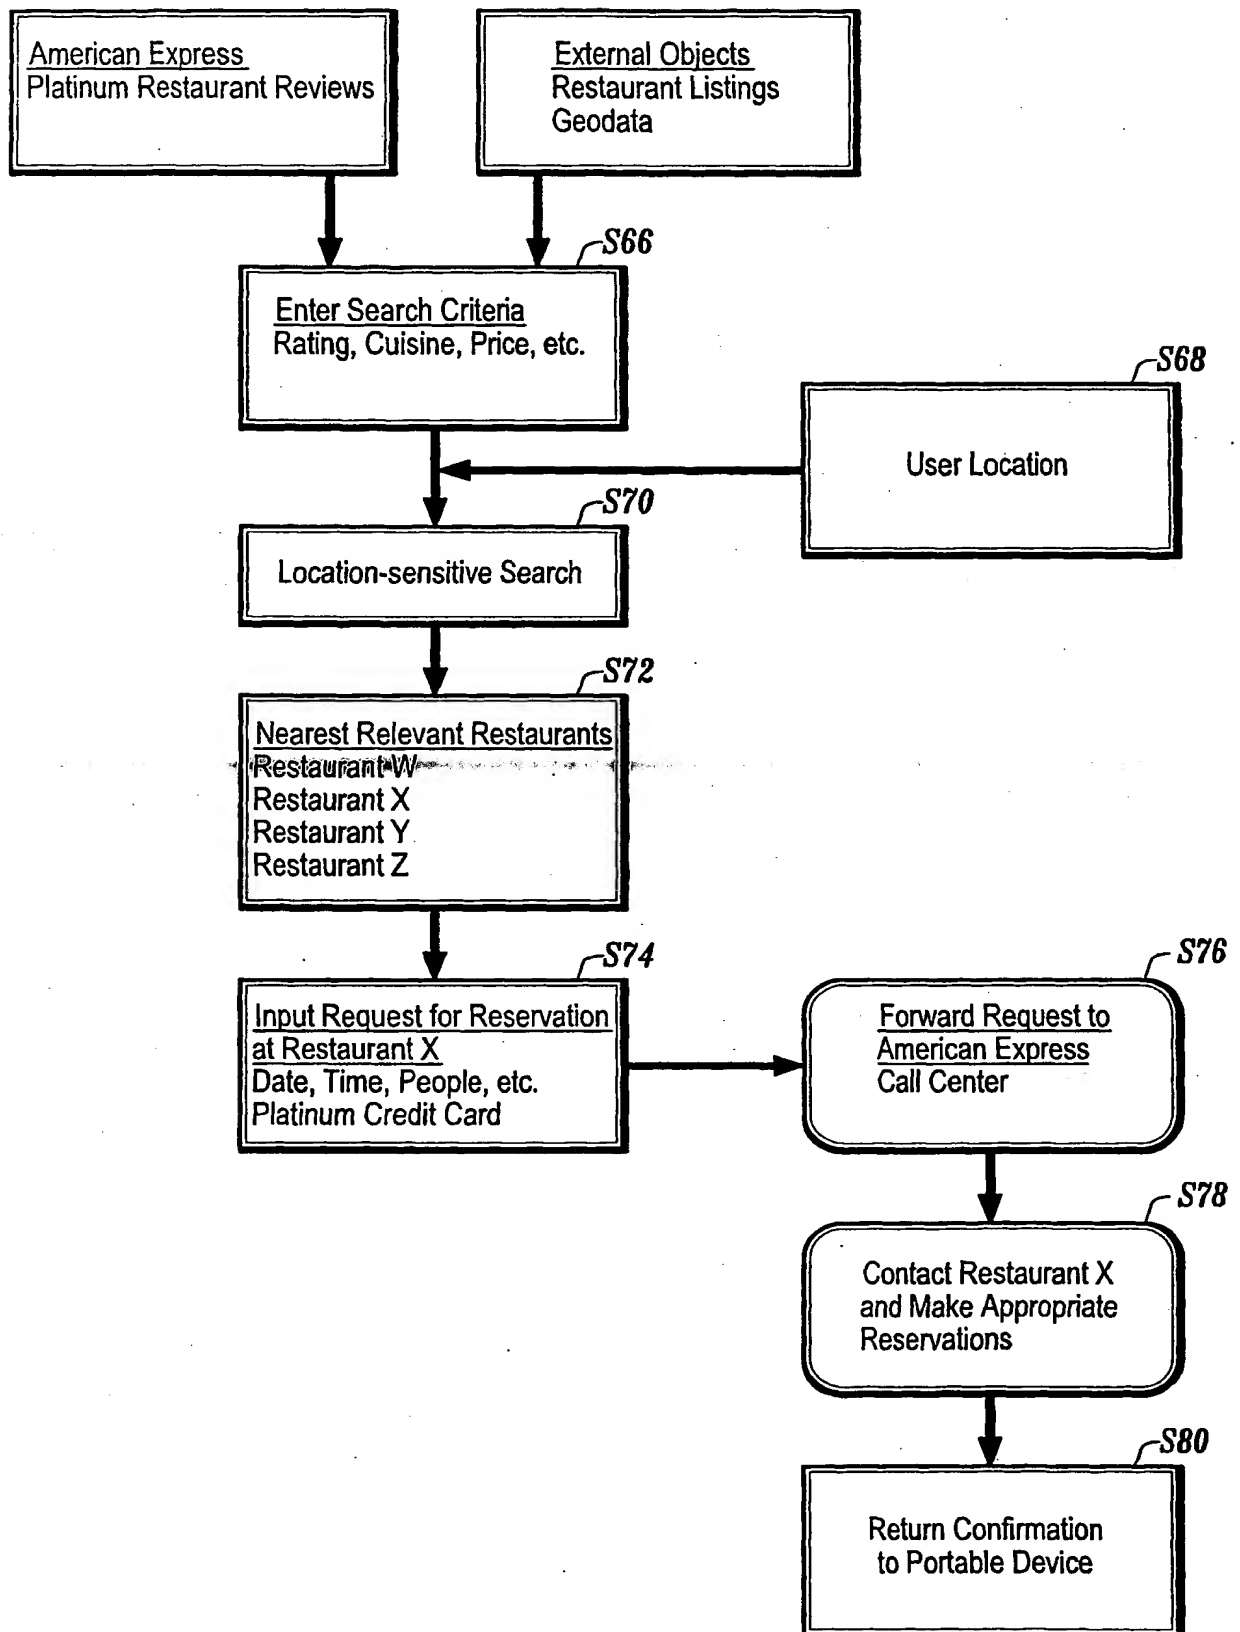 American Express
Platinum Restaurant Reviews
External Objects
Restaurant Listings
Geodata
S66
Enter Search Criteria
Rating, Cuisine, Price, etc.
S68
User Location
S70
Location-sensitive Search
S72
Nearest Relevant Restaurants
Restaurant W
Restaurant X
Restaurant Y
Restaurant Z
S74
Input Request for Reservation
at Restaurant X
Date, Time, People, etc.
Platinum Credit Card
S76
Forward Request to
American Express
Call Center
S78
Contact Restaurant X
and Make Appropriate
Reservations
S80
Return Confirmation
to Portable Device